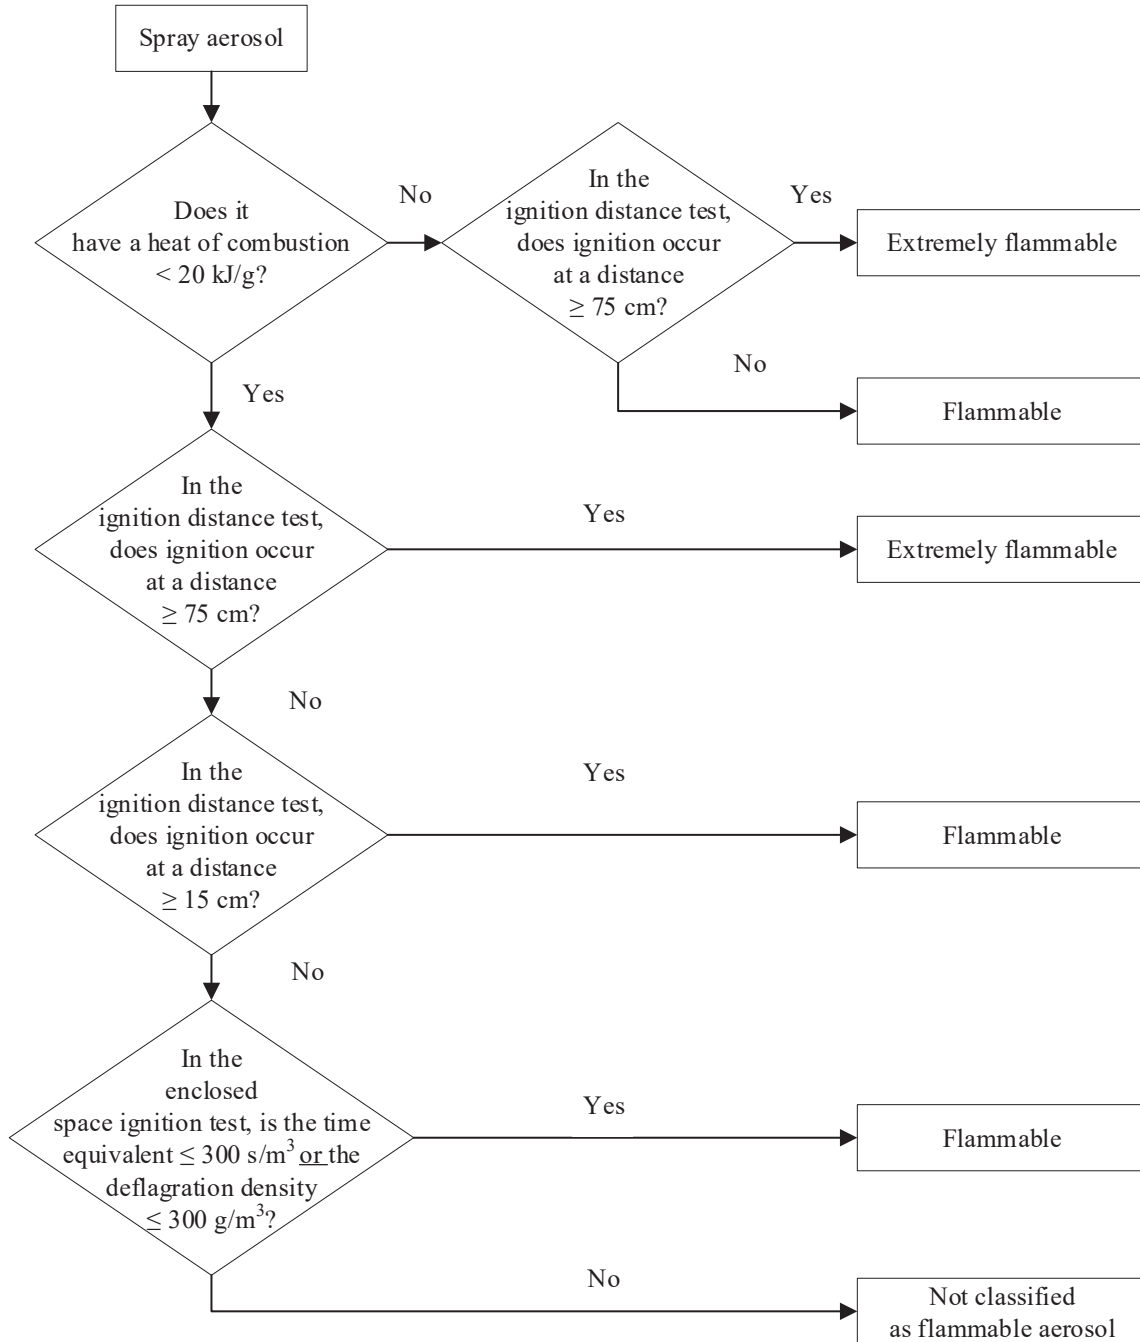 Spray aerosol
Does it
have a heat of combustion
< 20 kJ/g?
No
In the
ignition distance test,
does ignition occur
at a distance
≥ 75 cm?
Yes
Extremely flammable
No
Flammable
Yes
In the
ignition distance test,
does ignition occur
at a distance
≥ 75 cm?
Yes
Extremely flammable
No
In the
ignition distance test,
does ignition occur
at a distance
≥ 15 cm?
Yes
Flammable
No
In the
enclosed
space ignition test, is the time
equivalent ≤ 300 s/m³ or the
deflagration density
≤ 300 g/m³?
Yes
Flammable
No
Not classified
as flammable aerosol